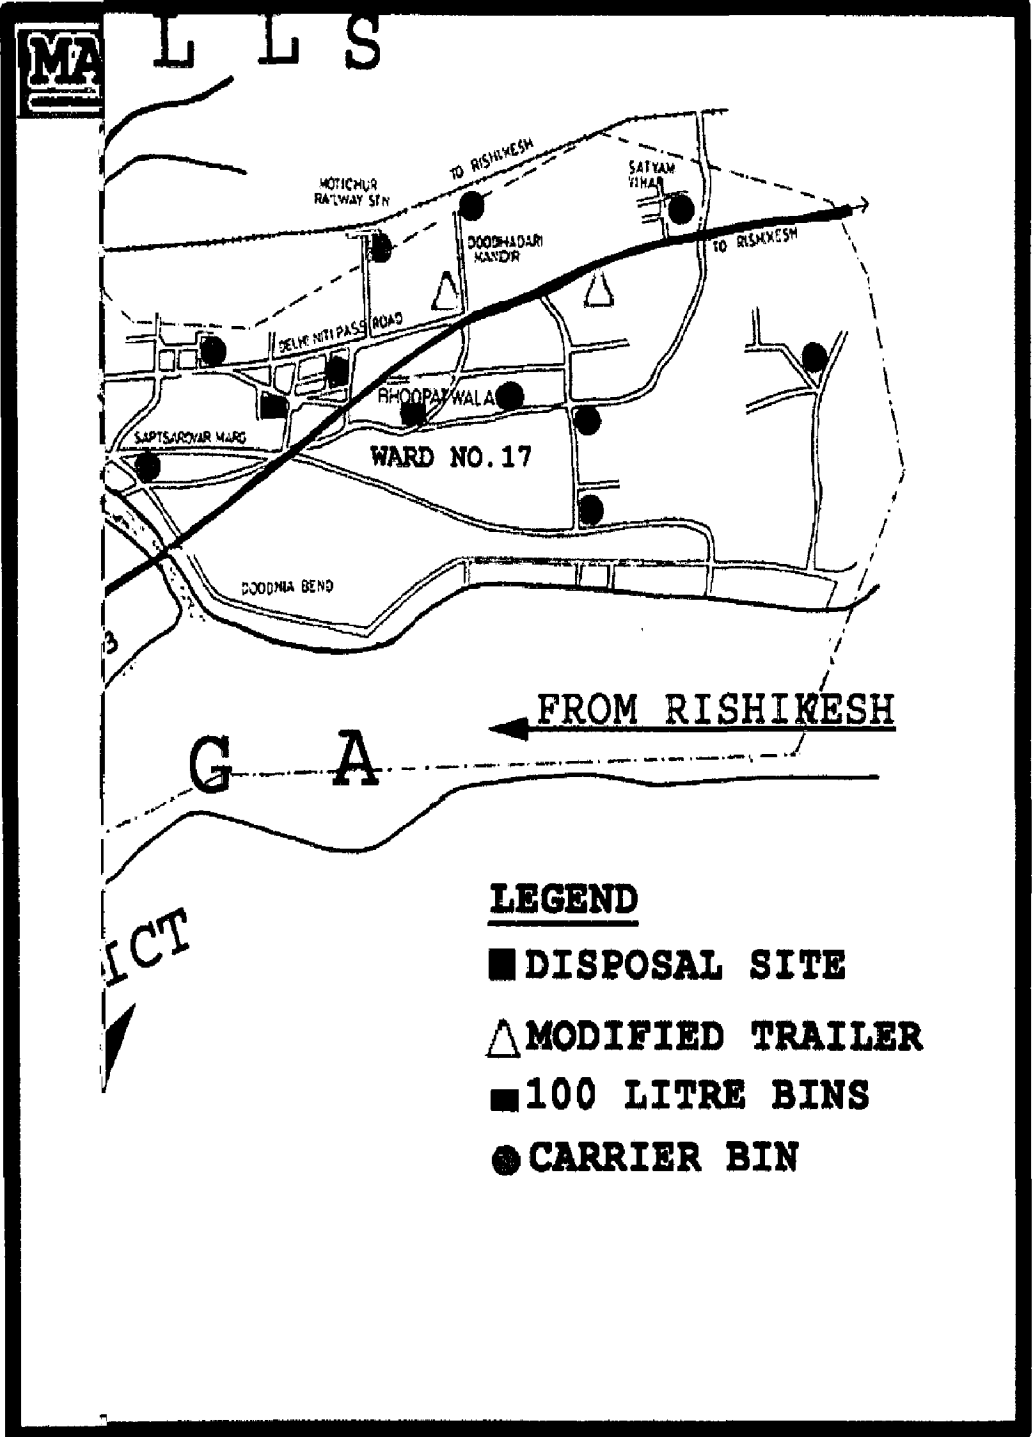 MA
L L S
TO RISHIKESH
MOTICHUR
RAILWAY STN
SATYAM
VIHAR
DOODHADARI
MANDIR
TO RISHIKESH
DELHI NITI PASS ROAD
BHOOPATWALA
SAPTSAROVAR MARG
WARD NO.17
DOODHIA BEND
3
FROM RISHIKESH
G A
ICT
LEGEND
DISPOSAL SITE
MODIFIED TRAILER
100 LITRE BINS
CARRIER BIN